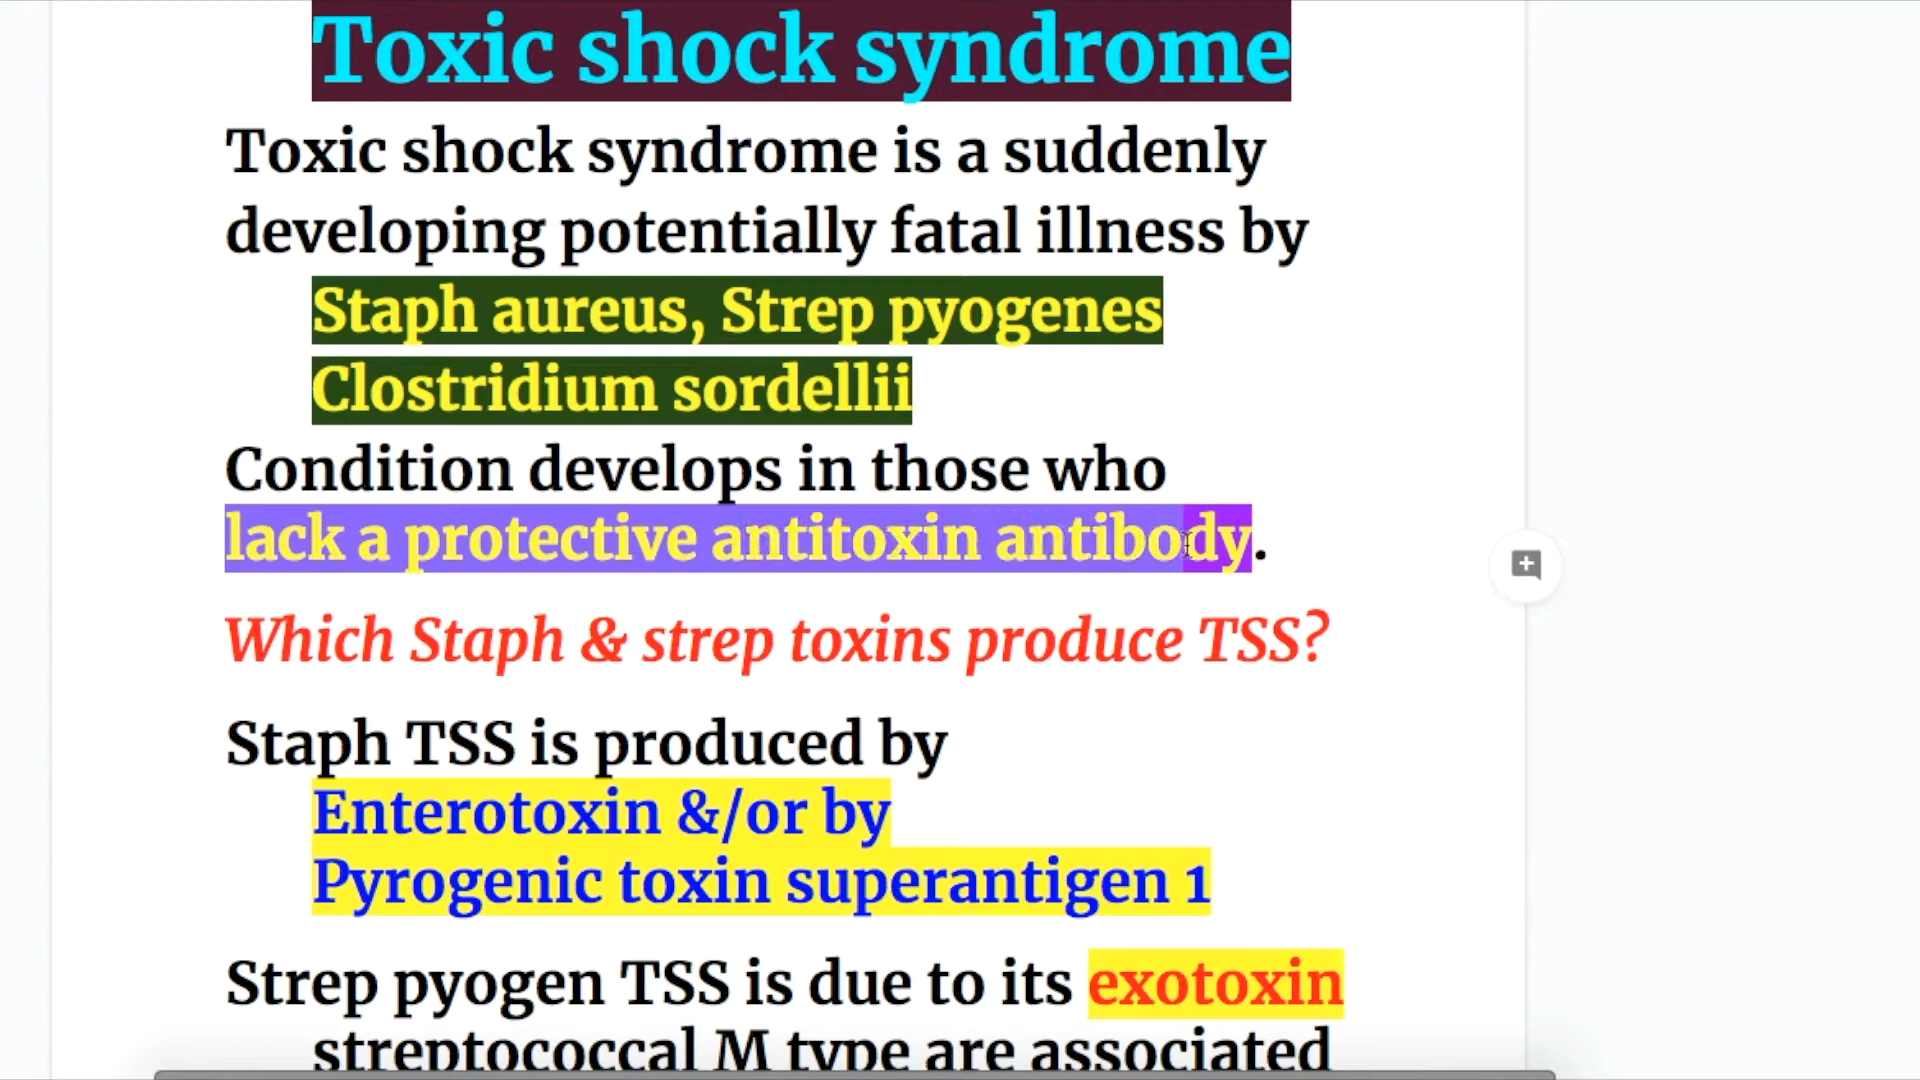 Toxic shock syndrome
Toxic shock syndrome is a suddenly
developing potentially fatal illness by
Staph aureus, Strep pyogenes
Clostridium sordellii
Condition develops in those who
lack a protective antitoxin antibody.
Which Staph & strep toxins produce TSS?
Staph TSS is produced by
Enterotoxin &/or by
Pyrogenic toxin superantigen 1
Strep pyogen TSS is due to its exotoxin
streptococcal M type are associated